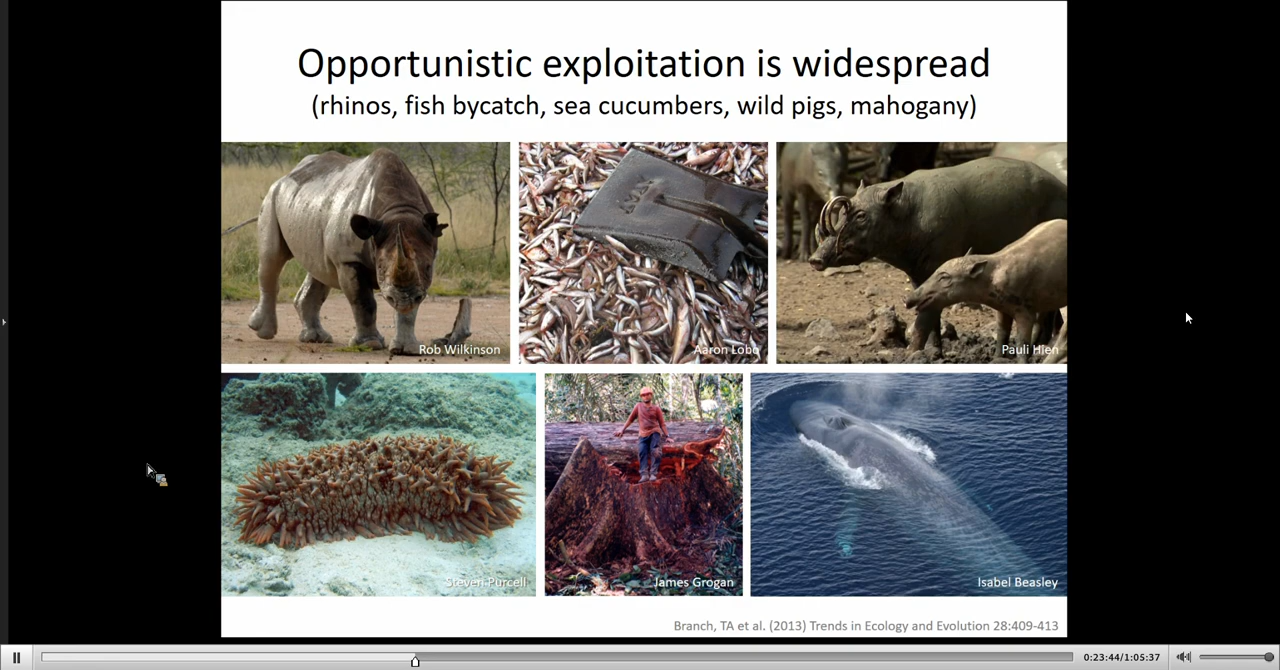 Opportunistic exploitation is widespread
(rhinos, fish bycatch, sea cucumbers, wild pigs, mahogany)
Rob Wilkinson
Aaron Lobo
Pauli Hien
Steven Purcell
James Grogan
Isabel Beasley
Branch, TA et al. (2013) Trends in Ecology and Evolution 28:409-413
0:23:44/1:05:37